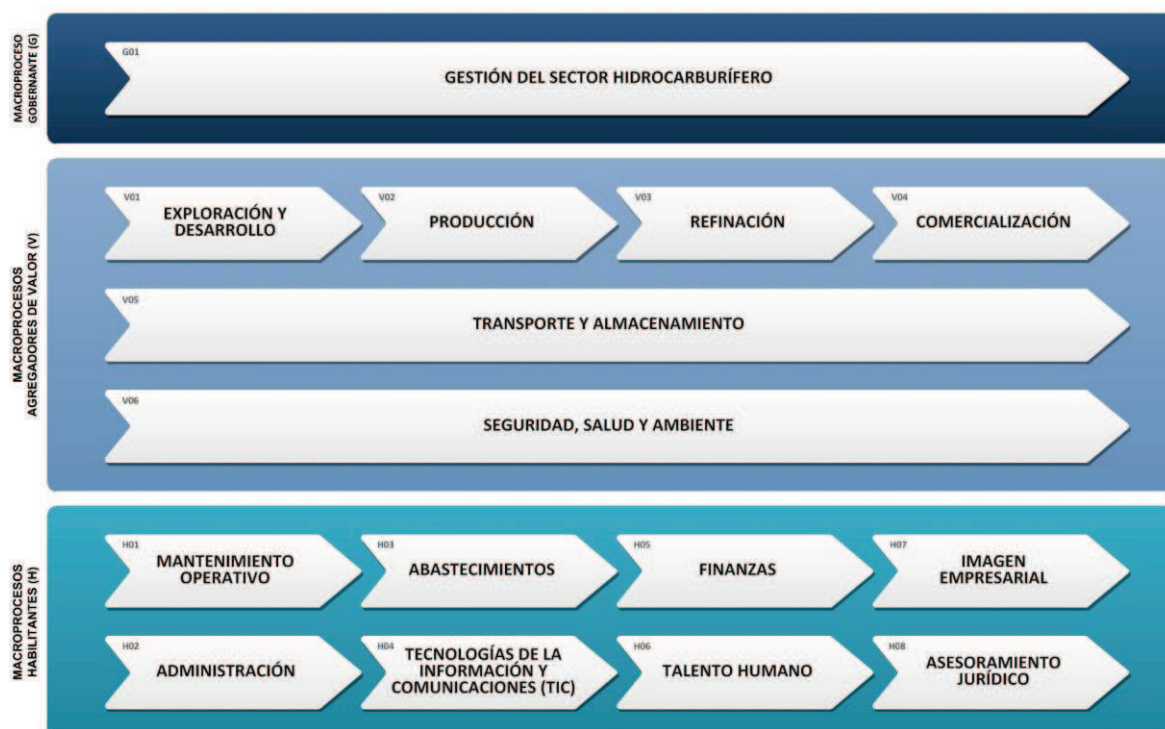 MACROPROCESO
GOBERNANTE (G)
G01
GESTIÓN DEL SECTOR HIDROCARBURÍFERO
MACROPROCESOS
AGREGADORES DE VALOR (V)
V01
EXPLORACIÓN Y
DESARROLLO
V02
PRODUCCIÓN
V03
REFINACIÓN
V04
COMERCIALIZACIÓN
V05
TRANSPORTE Y ALMACENAMIENTO
V06
SEGURIDAD, SALUD Y AMBIENTE
MACROPROCESOS
HABILITANTES (H)
H01
MANTENIMIENTO
OPERATIVO
H03
ABASTECIMIENTOS
H05
FINANZAS
H07
IMAGEN
EMPRESARIAL
H02
ADMINISTRACIÓN
H04
TECNOLOGÍAS DE LA
INFORMACIÓN Y
COMUNICACIONES (TIC)
H06
TALENTO HUMANO
H08
ASESORAMIENTO
JURÍDICO